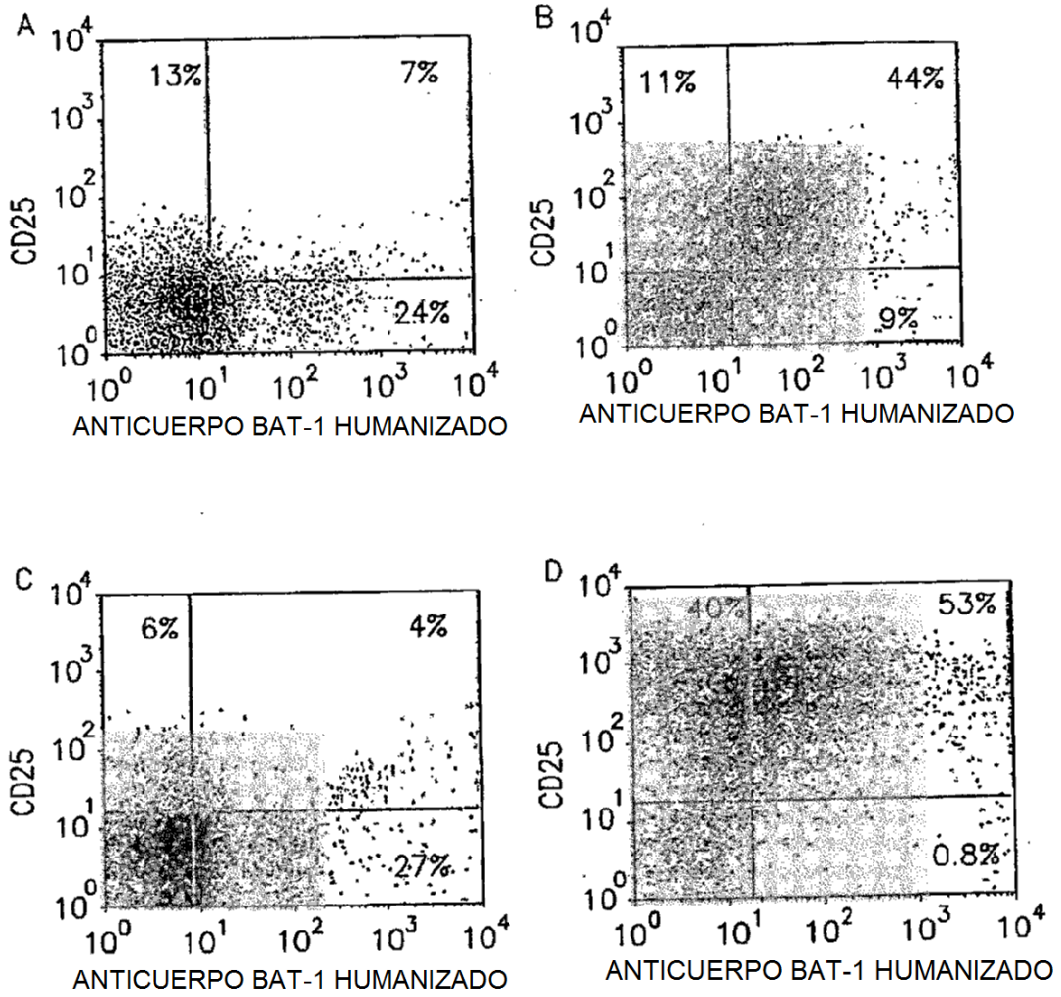 A
10⁴
13%
7%
10³
10²
CD25
10¹
24%
10⁰
10⁰ 10¹ 10² 10³ 10⁴
ANTICUERPO BAT-1 HUMANIZADO
B
10⁴
11%
44%
10³
10²
CD25
10¹
9%
10⁰
10⁰ 10¹ 10² 10³ 10⁴
ANTICUERPO BAT-1 HUMANIZADO
C
10⁴
6%
4%
10³
10²
CD25
10¹
27%
10⁰
10⁰ 10¹ 10² 10³ 10⁴
ANTICUERPO BAT-1 HUMANIZADO
D
10⁴
40%
53%
10³
10²
CD25
10¹
0.8%
10⁰
10⁰ 10¹ 10² 10³ 10⁴
ANTICUERPO BAT-1 HUMANIZADO